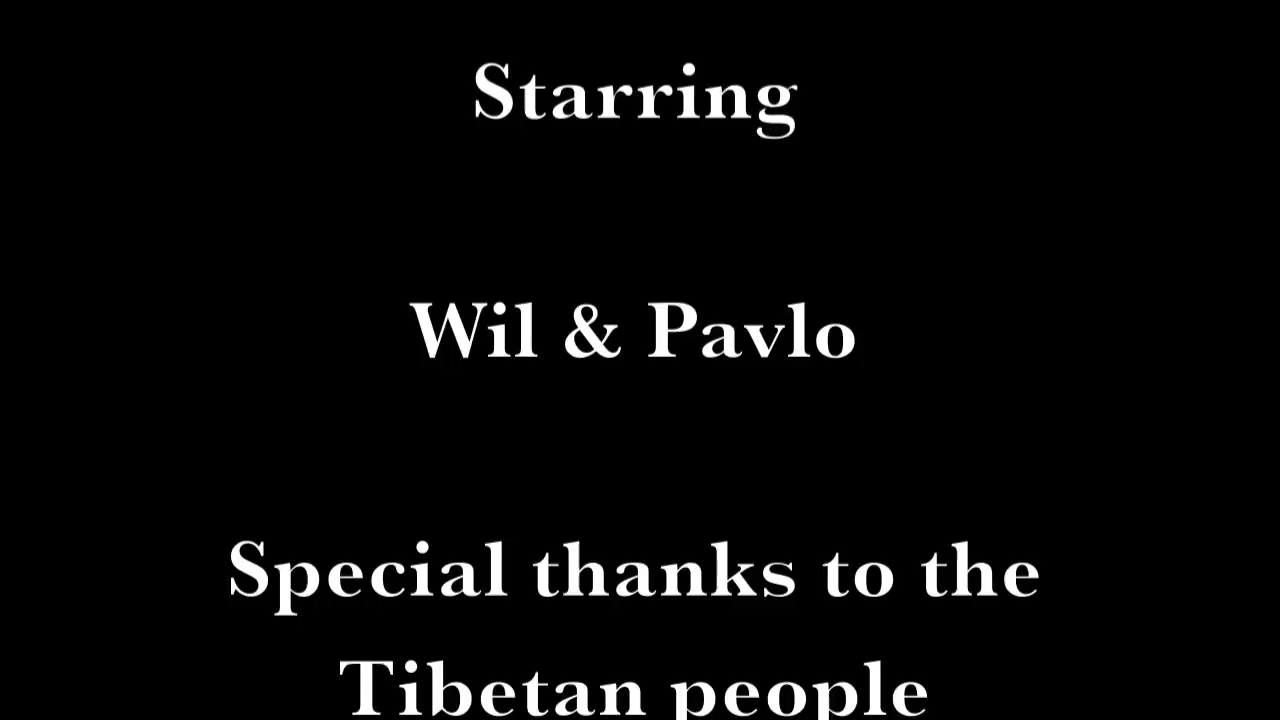 Starring
Wil & Pavlo
Special thanks to the
Tibetan people